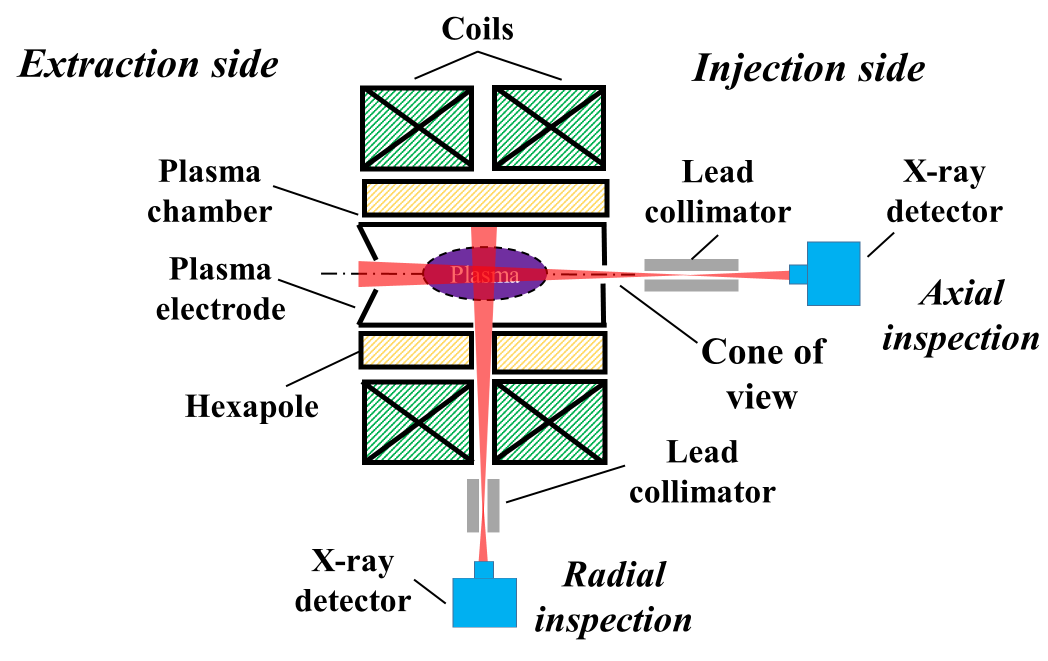 Coils
Extraction side
Injection side
Plasma
chamber
Lead
collimator
X-ray
detector
Plasma
electrode
Plasma
Axial
inspection
Cone of
view
Hexapole
Lead
collimator
X-ray
detector
Radial
inspection